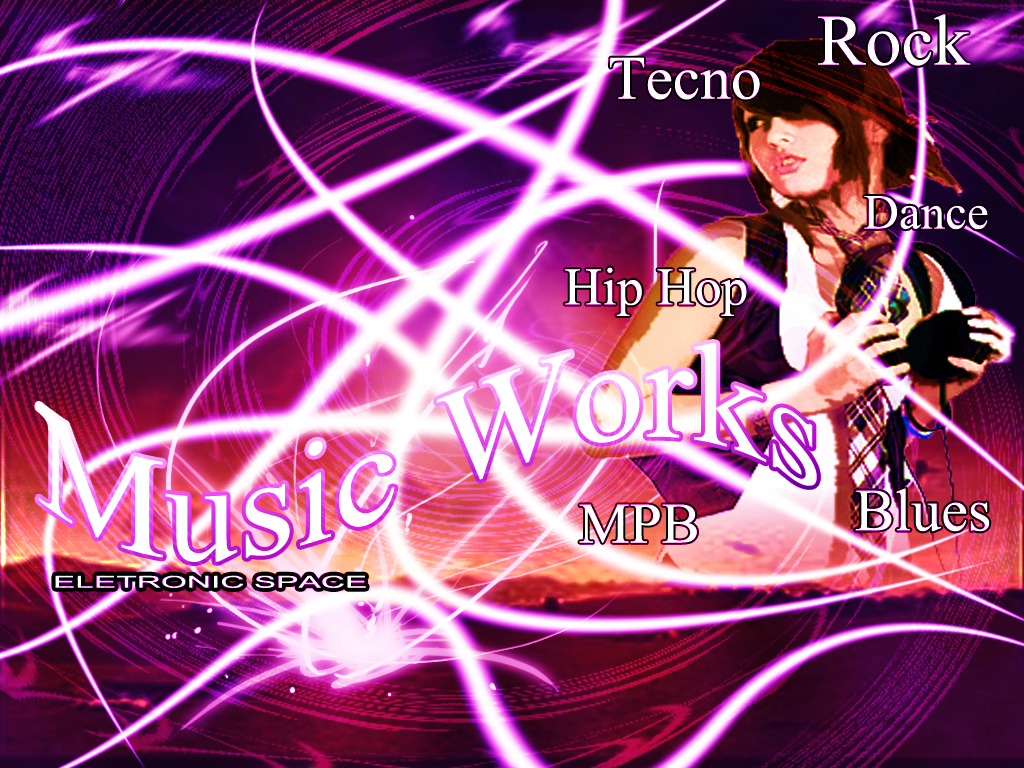 Rock
Tecno
Dance
Hip Hop
Music Works
MPB
Blues
ELETRONIC SPACE